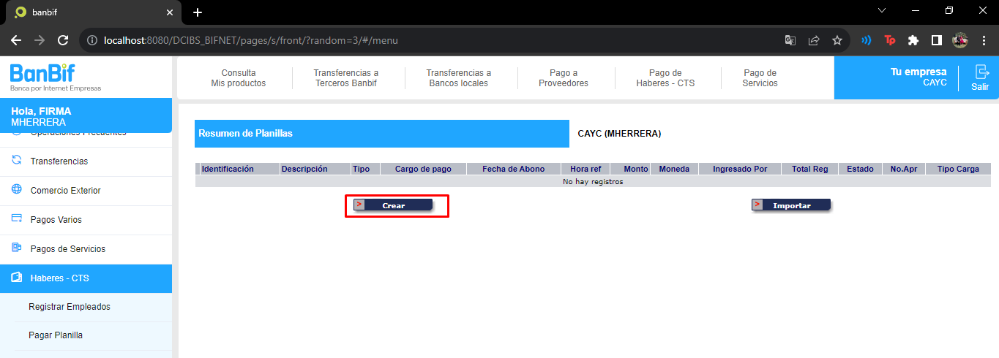 banbif
localhost:8080/DCIBS_BIFNET/pages/s/front/?random=3/#/menu
BanBif
Banca por Internet Empresas
Consulta
Mis productos
Transferencias a
Terceros Banbif
Transferencias a
Bancos locales
Pago a
Proveedores
Pago de
Haberes - CTS
Pago de
Servicios
Tu empresa
CAYC
Salir
Hola, FIRMA
MHERRERA
Operaciones Frecuentes
Transferencias
Comercio Exterior
Pagos Varios
Pagos de Servicios
Haberes - CTS
Registrar Empleados
Pagar Planilla
Resumen de Planillas
CAYC (MHERRERA)
Identificación Descripción Tipo Cargo de pago Fecha de Abono Hora ref Monto Moneda Ingresado Por Total Reg Estado No.Apr Tipo Carga
No hay registros
> Crear
> Importar